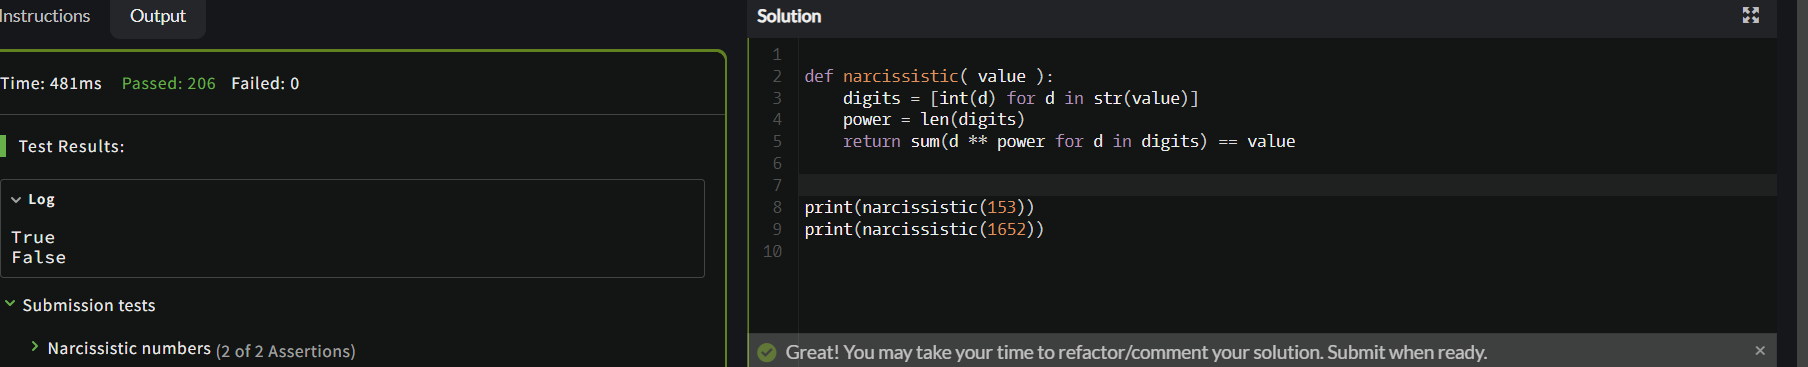 Instructions
Output
Time: 481ms Passed: 206 Failed: 0
Test Results:
Log
True
False
Submission tests
Narcissistic numbers (2 of 2 Assertions)
Solution
1
2 def narcissistic( value ):
3     digits = [int(d) for d in str(value)]
4     power = len(digits)
5     return sum(d ** power for d in digits) == value
6
7
8 print(narcissistic(153))
9 print(narcissistic(1652))
10
Great! You may take your time to refactor/comment your solution. Submit when ready.